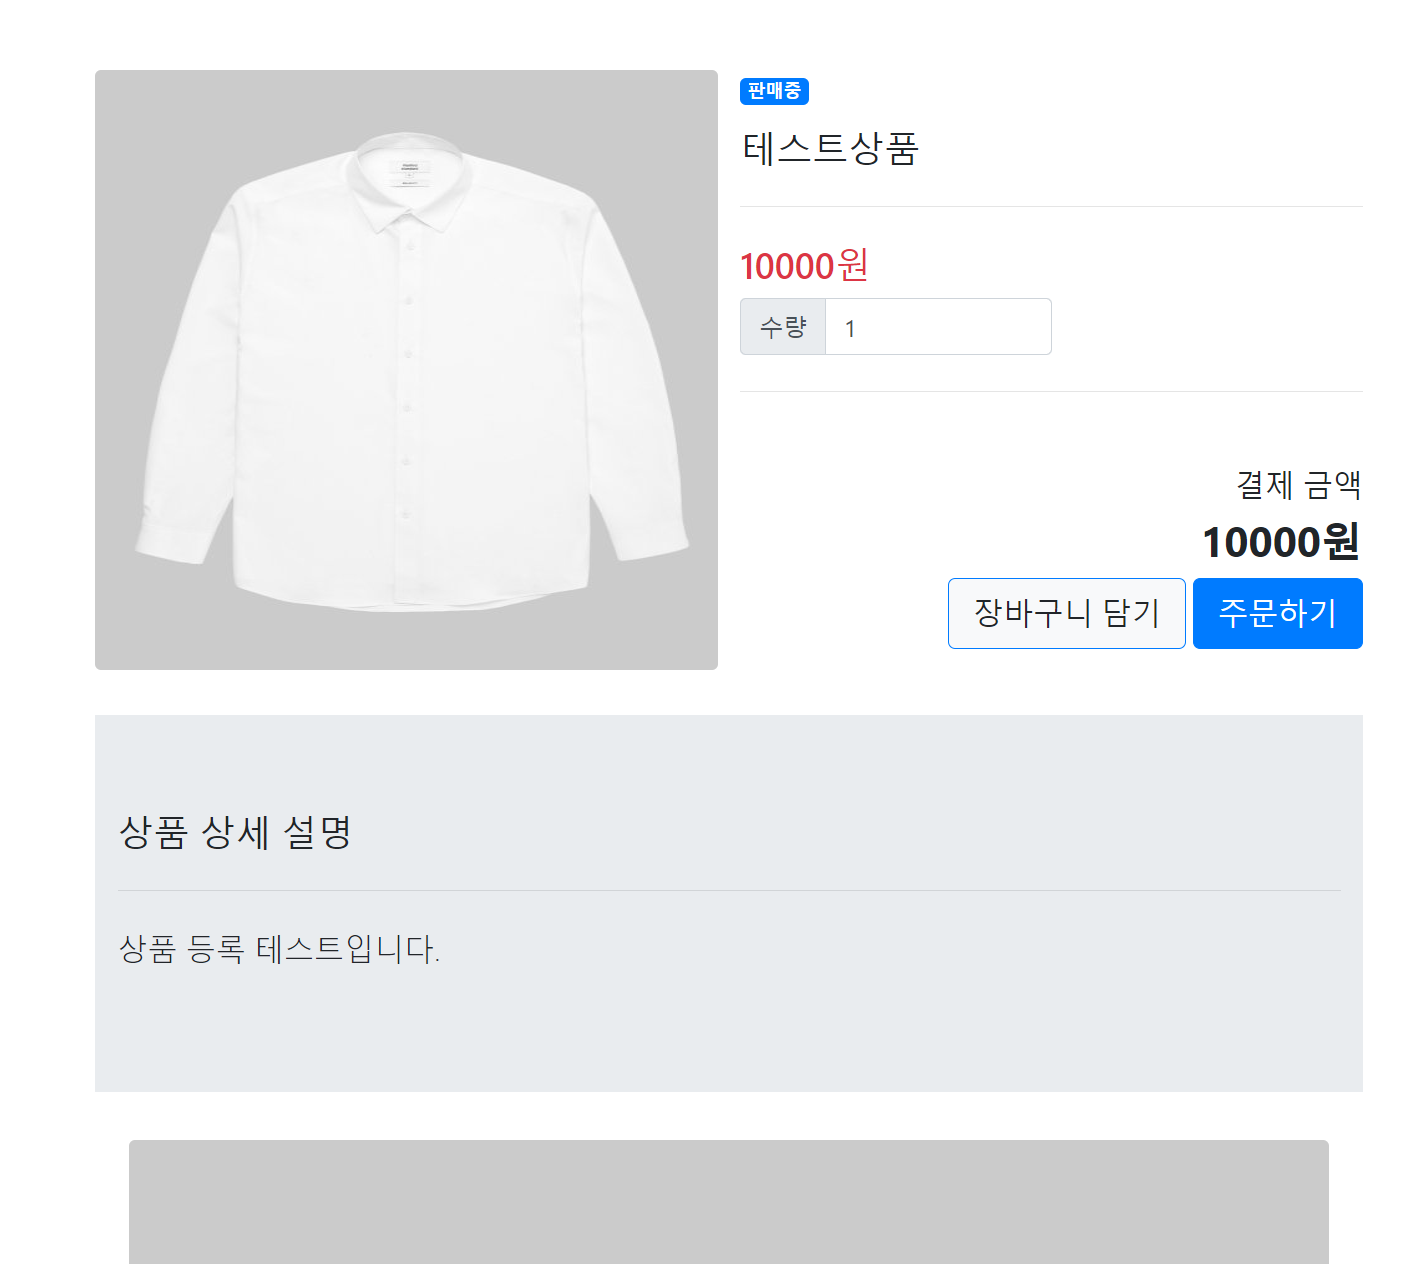 판매중
테스트상품
10000원
수량 1
결제 금액
10000원
장바구니 담기 주문하기
상품 상세 설명
상품 등록 테스트입니다.